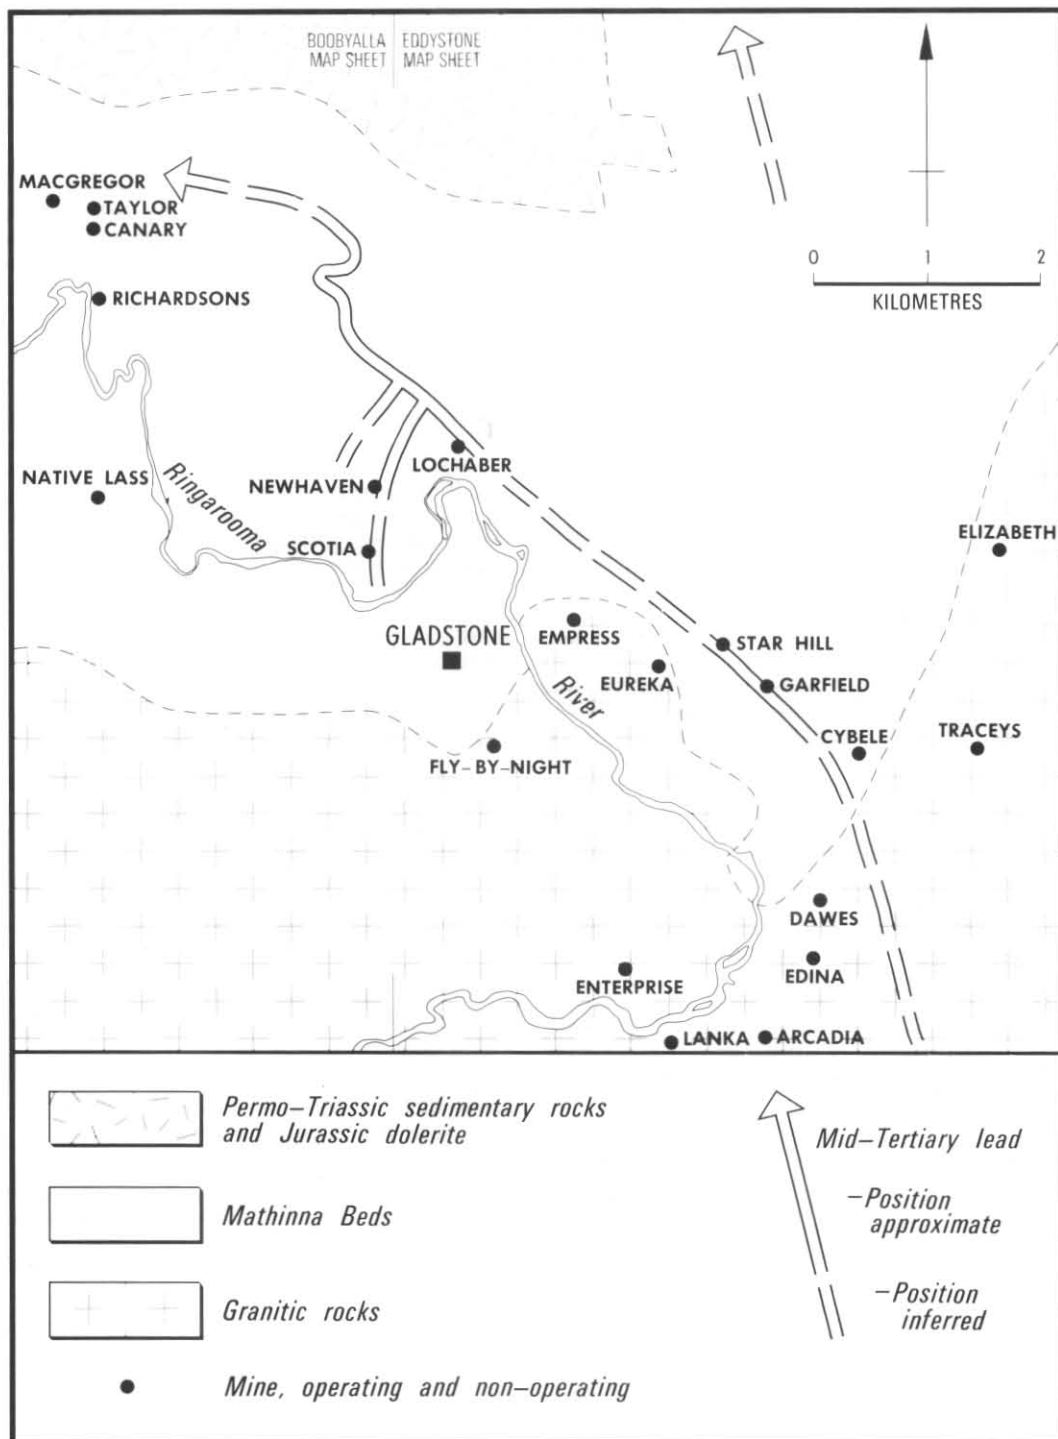 BOOBYALLA
MAP SHEET
EDDYSTONE
MAP SHEET
MACGREGOR
TAYLOR
CANARY
RICHARDSONS
0 1 2
KILOMETRES
NATIVE LASS
Ringarooma
NEWHAVEN
LOCHABER
SCOTIA
ELIZABETH
GLADSTONE
EMPRESS
EUREKA
STAR HILL
GARFIELD
River
CYBELE
TRACEYS
FLY-BY-NIGHT
DAWES
EDINA
ENTERPRISE
LANKA
ARCADIA
Permo-Triassic sedimentary rocks
and Jurassic dolerite
Mathinna Beds
Granitic rocks
Mine, operating and non-operating
Mid-Tertiary lead
-Position
approximate
-Position
inferred